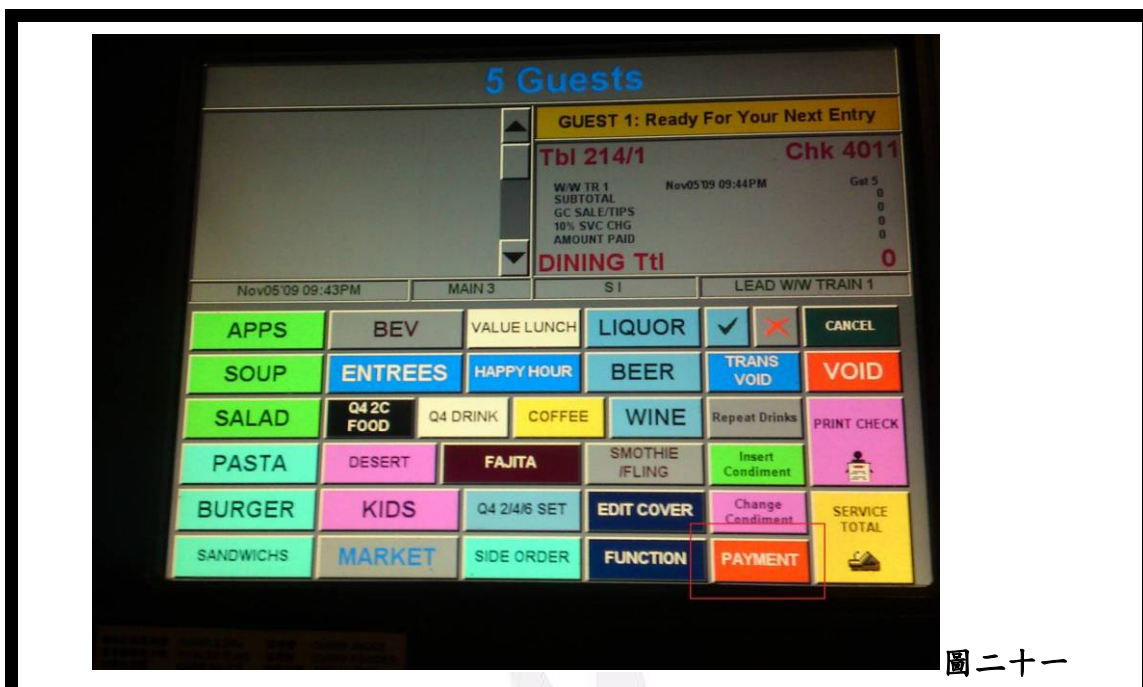 5 Guests
GUEST 1: Ready For Your Next Entry
Tbl 214/1 Chk 4011
W/W TR 1 Nov05'09 09:44PM Gst 5
SUBTOTAL 0
GC SALE/TIPS 0
10% SVC CHG 0
AMOUNT PAID 0
DINING Ttl 0
Nov05'09 09:43PM MAIN 3 S I LEAD W/W TRAIN 1
APPS BEV VALUE LUNCH LIQUOR CANCEL
SOUP ENTREES HAPPY HOUR BEER TRANS VOID VOID
SALAD Q4 2C FOOD Q4 DRINK COFFEE WINE Repeat Drinks PRINT CHECK
PASTA DESERT FAJITA SMOTHIE /FLING Insert Condiment
BURGER KIDS Q4 2/4/6 SET EDIT COVER Change Condiment SERVICE TOTAL
SANDWICHS MARKET SIDE ORDER FUNCTION PAYMENT
圖二十一